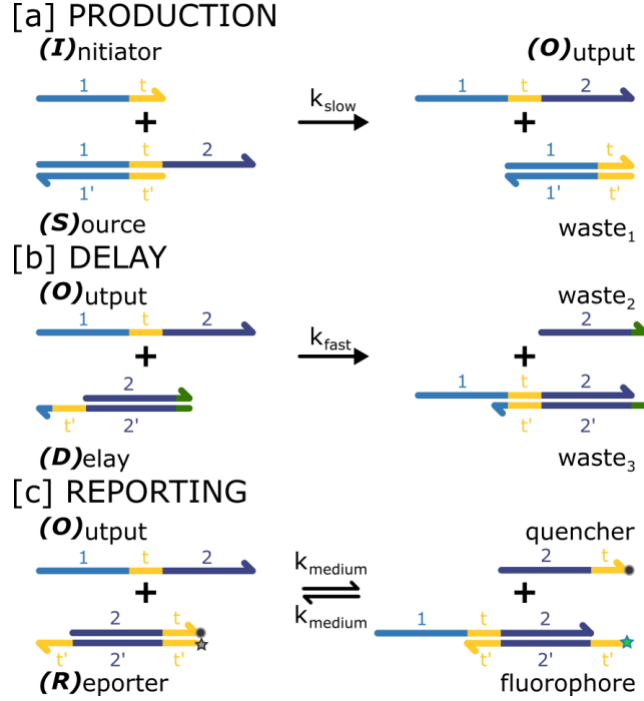 [a] PRODUCTION
(I)nitiator (O)utput
1 t 1 t 2
+ k_slow +
1 t 2 1 t
1' t' 1' t'
(S)ource waste₁
[b] DELAY
(O)utput waste₂
1 t 2 2
+ k_fast +
2 1 t 2
t' 2' t' 2'
(D)elay waste₃
[c] REPORTING
(O)utput quencher
1 t 2 2 t
+ k_medium +
k_medium
2 t 1 t 2
t' 2' t' t' 2' t'
(R)eporter fluorophore